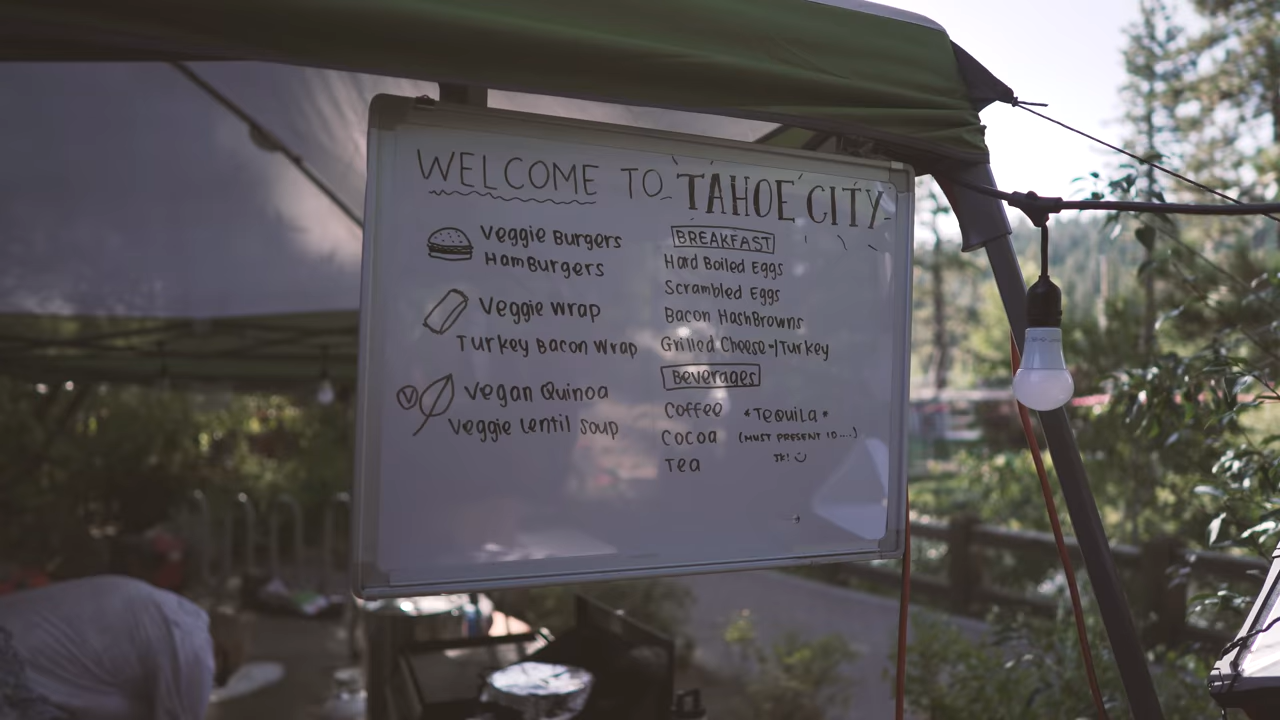 WELCOME TO TAHOE CITY
Veggie Burgers
HamBurgers
Veggie Wrap
Turkey Bacon Wrap
V
Vegan Quinoa
Veggie Lentil Soup
BREAKFAST
Hard Boiled Eggs
Scrambled Eggs
Bacon HashBrowns
Grilled Cheese-/Turkey
Beverages
Coffee
Cocoa
Tea
*TEQUILA*
(MUST PRESENT ID....)
JK! :)